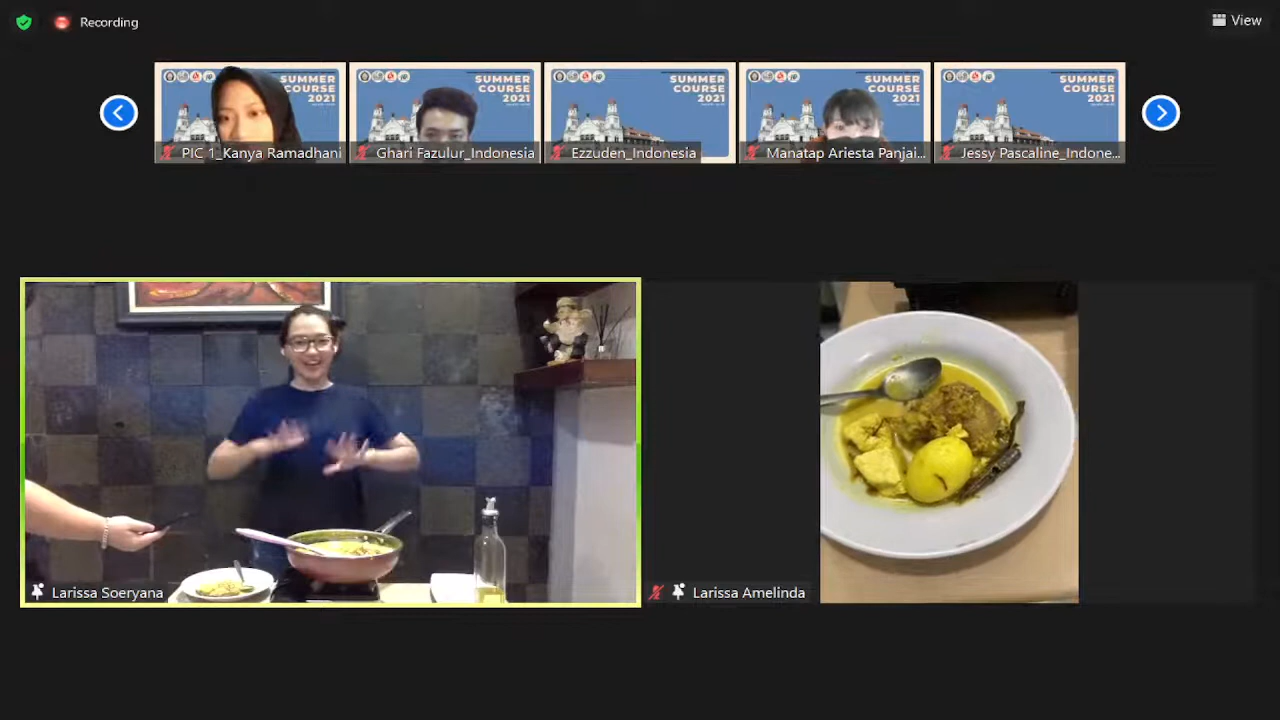 Recording
View
SUMMER
COURSE
2021
PIC 1_Kanya Ramadhani
SUMMER
COURSE
2021
Ghari Fazulur_Indonesia
SUMMER
COURSE
2021
Ezzuden_Indonesia
SUMMER
COURSE
2021
Manatap Ariesta Panjai...
SUMMER
COURSE
2021
Jessy Pascaline_Indone...
Larissa Soeryana
Larissa Amelinda